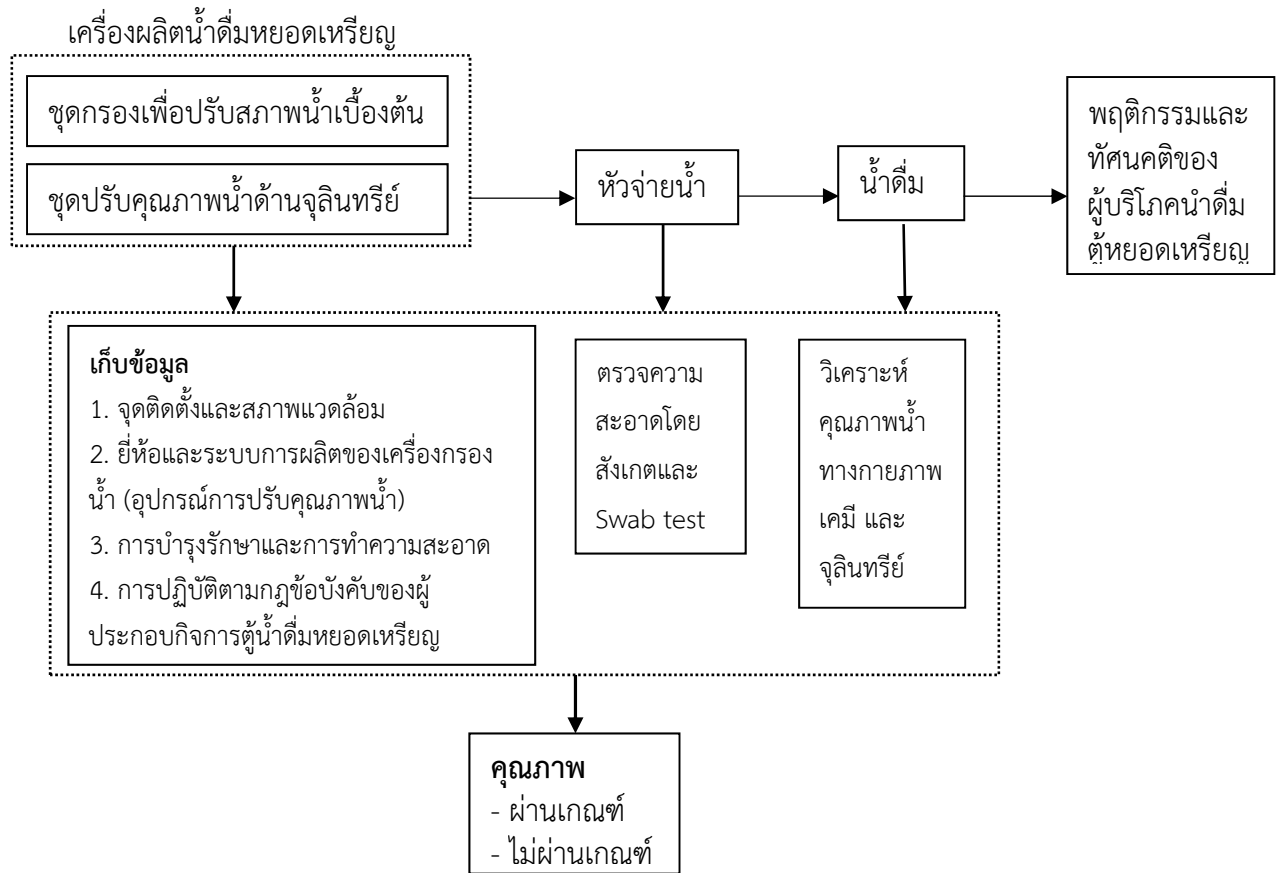 เครื่องผลิตน้ำดื่มหยอดเหรียญ
ชุดกรองเพื่อปรับสภาพน้ำเบื้องต้น
ชุดปรับคุณภาพน้ำด้านจุลินทรีย์
หัวจ่ายน้ำ
น้ำดื่ม
พฤติกรรมและ
ทัศนคติของ
ผู้บริโภคนำดื่ม
ตู้หยอดเหรียญ
เก็บข้อมูล
1. จุดติดตั้งและสภาพแวดล้อม
2. ยี่ห้อและระบบการผลิตของเครื่องกรอง
น้ำ (อุปกรณ์การปรับคุณภาพน้ำ)
3. การบำรุงรักษาและการทำความสะอาด
4. การปฏิบัติตามกฎข้อบังคับของผู้
ประกอบกิจการตู้น้ำดื่มหยอดเหรียญ
ตรวจความ
สะอาดโดย
สังเกตและ
Swab test
วิเคราะห์
คุณภาพน้ำ
ทางกายภาพ
เคมี และ
จุลินทรีย์
คุณภาพ
- ผ่านเกณฑ์
- ไม่ผ่านเกณฑ์